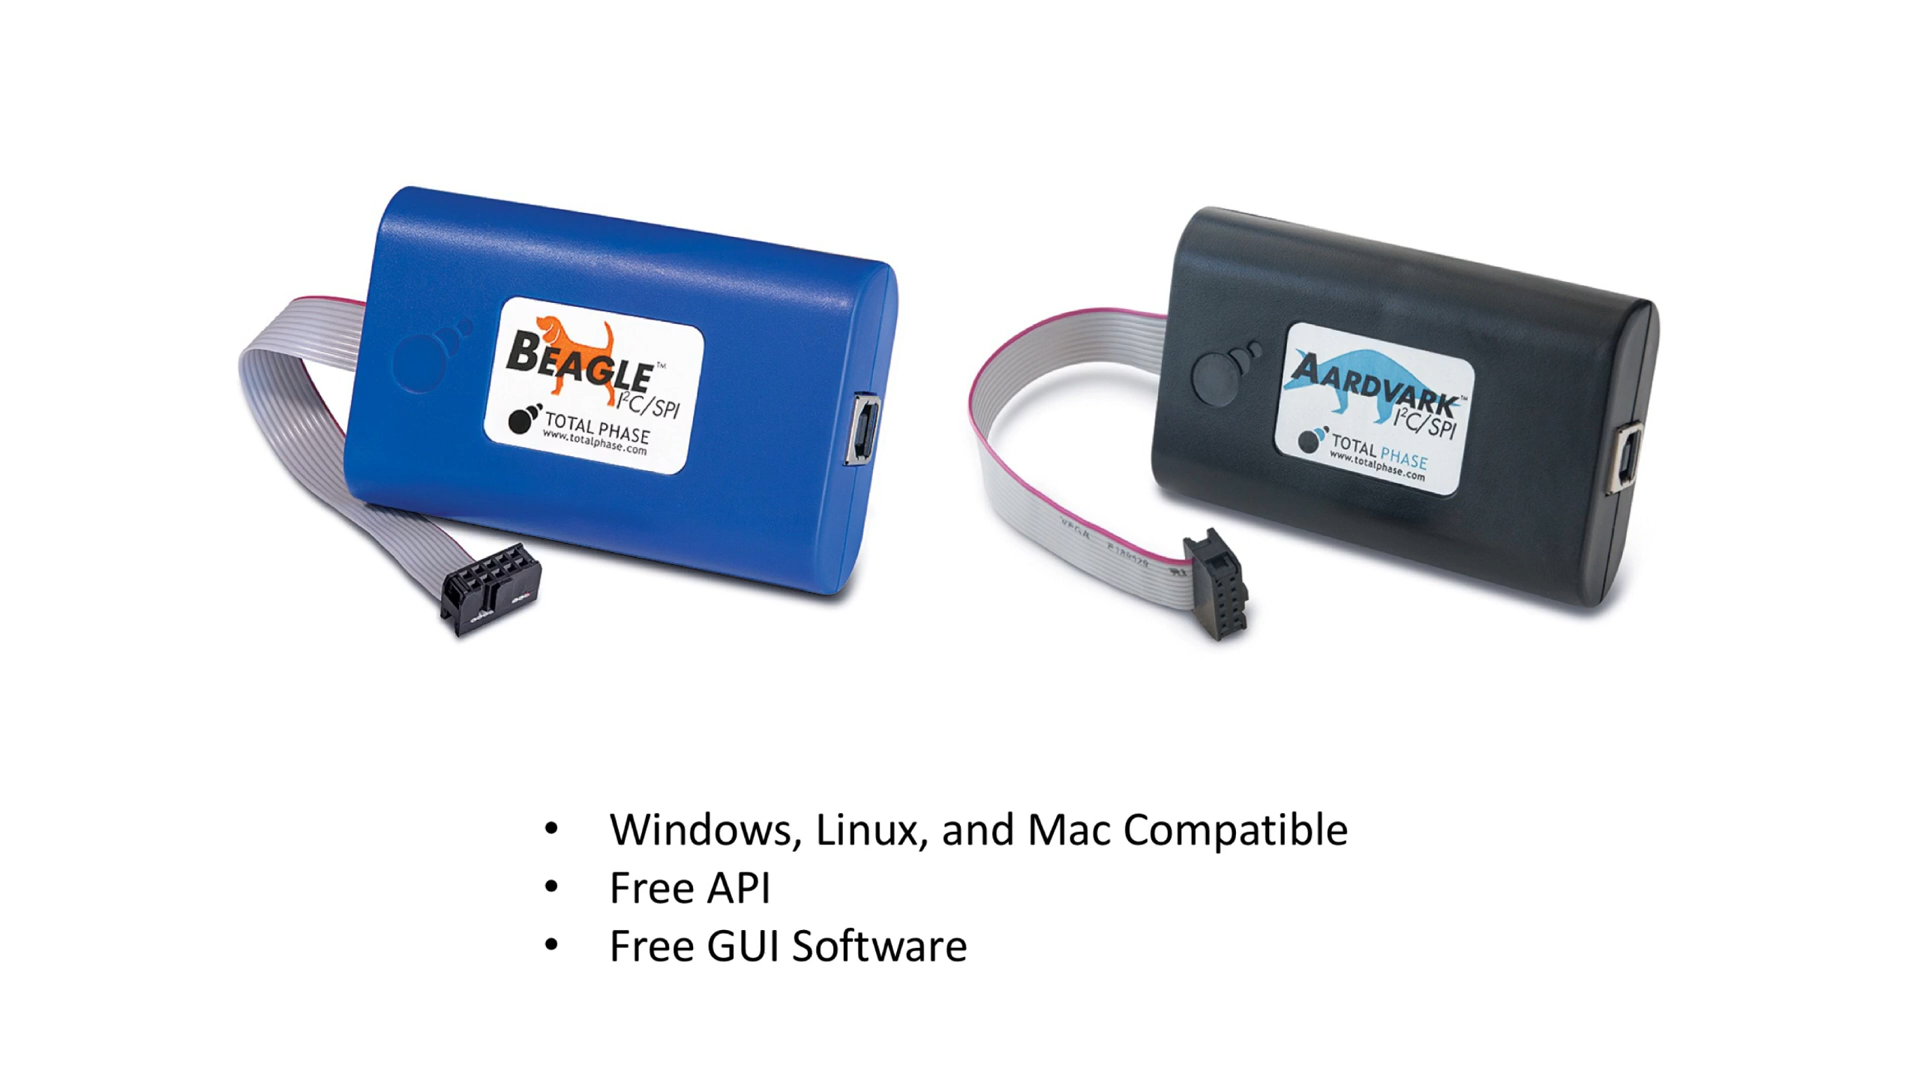 BEAGLE™
I²C/SPI
TOTAL PHASE
www.totalphase.com
AARDVARK™
I²C/SPI
TOTAL PHASE
www.totalphase.com
• Windows, Linux, and Mac Compatible
• Free API
• Free GUI Software